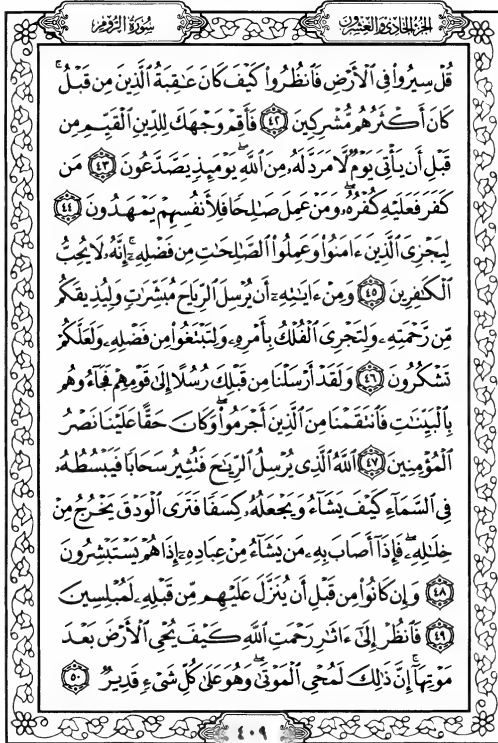 الجزء الحادي والعشرون
سورة الروم
قُلْ سِيرُوا۟ فِى ٱلْأَرْضِ فَٱنظُرُوا۟ كَيْفَ كَانَ عَـٰقِبَةُ ٱلَّذِينَ مِن قَبْلُ ۚ
كَانَ أَكْثَرُهُم مُّشْرِكِينَ ٤٢ فَأَقِمْ وَجْهَكَ لِلدِّينِ ٱلْقَيِّمِ مِن
قَبْلِ أَن يَأْتِىَ يَوْمٌ لَّا مَرَدَّ لَهُۥ مِنَ ٱللَّهِ ۖ يَوْمَئِذٍ يَصَّدَّعُونَ ٤٣ مَن
كَفَرَ فَعَلَيْهِ كُفْرُهُۥ ۖ وَمَنْ عَمِلَ صَـٰلِحًا فَلِأَنفُسِهِمْ يَمْهَدُونَ ٤٤
لِيَجْزِىَ ٱلَّذِينَ ءَامَنُوا۟ وَعَمِلُوا۟ ٱلصَّـٰلِحَـٰتِ مِن فَضْلِهِۦٓ ۚ إِنَّهُۥ لَا يُحِبُّ
ٱلْكَـٰفِرِينَ ٤٥ وَمِنْ ءَايَـٰتِهِۦٓ أَن يُرْسِلَ ٱلرِّيَاحَ مُبَشِّرَٰتٍ وَلِيُذِيقَكُم
مِّن رَّحْمَتِهِۦ وَلِتَجْرِىَ ٱلْفُلْكُ بِأَمْرِهِۦ وَلِتَبْتَغُوا۟ مِن فَضْلِهِۦ وَلَعَلَّكُمْ
تَشْكُرُونَ ٤٦ وَلَقَدْ أَرْسَلْنَا مِن قَبْلِكَ رُسُلًا إِلَىٰ قَوْمِهِمْ فَجَآءُوهُم
بِٱلْبَيِّنَـٰتِ فَٱنتَقَمْنَا مِنَ ٱلَّذِينَ أَجْرَمُوا۟ ۖ وَكَانَ حَقًّا عَلَيْنَا نَصْرُ
ٱلْمُؤْمِنِينَ ٤٧ ٱللَّهُ ٱلَّذِى يُرْسِلُ ٱلرِّيَـٰحَ فَتُثِيرُ سَحَابًا فَيَبْسُطُهُۥ
فِى ٱلسَّمَآءِ كَيْفَ يَشَآءُ وَيَجْعَلُهُۥ كِسَفًا فَتَرَى ٱلْوَدْقَ يَخْرُجُ مِنْ
خِلَـٰلِهِۦ ۖ فَإِذَآ أَصَابَ بِهِۦ مَن يَشَآءُ مِنْ عِبَادِهِۦٓ إِذَا هُمْ يَسْتَبْشِرُونَ
٤٨ وَإِن كَانُوا۟ مِن قَبْلِ أَن يُنَزَّلَ عَلَيْهِم مِّن قَبْلِهِۦ لَمُبْلِسِينَ
٤٩ فَٱنظُرْ إِلَىٰٓ ءَاثَـٰرِ رَحْمَتِ ٱللَّهِ كَيْفَ يُحْىِ ٱلْأَرْضَ بَعْدَ
مَوْتِهَآ ۚ إِنَّ ذَٰلِكَ لَمُحْىِ ٱلْمَوْتَىٰ ۖ وَهُوَ عَلَىٰ كُلِّ شَىْءٍ قَدِيرٌ ٥٠
٤٠٩